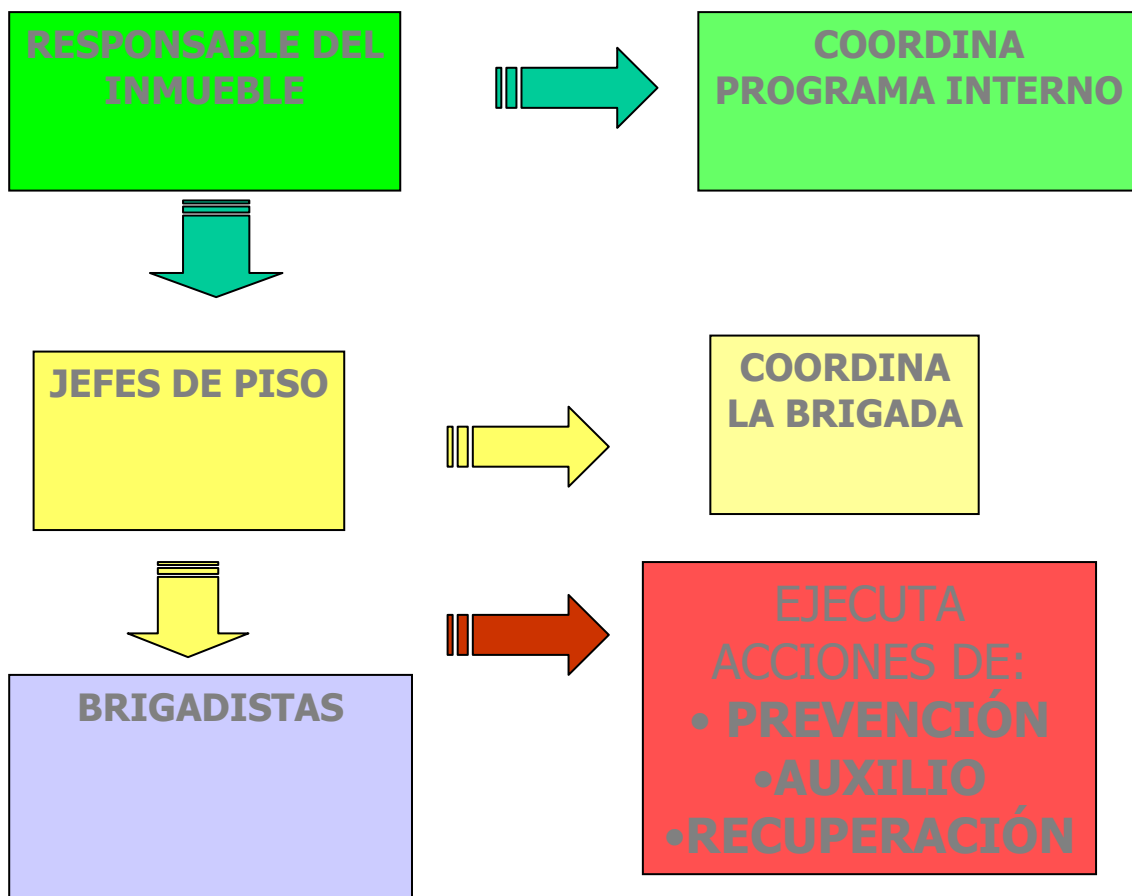 RESPONSABLE DEL
INMUEBLE
COORDINA
PROGRAMA INTERNO
JEFES DE PISO
COORDINA
LA BRIGADA
BRIGADISTAS
EJECUTA
ACCIONES DE:
• PREVENCIÓN
•AUXILIO
•RECUPERACIÓN